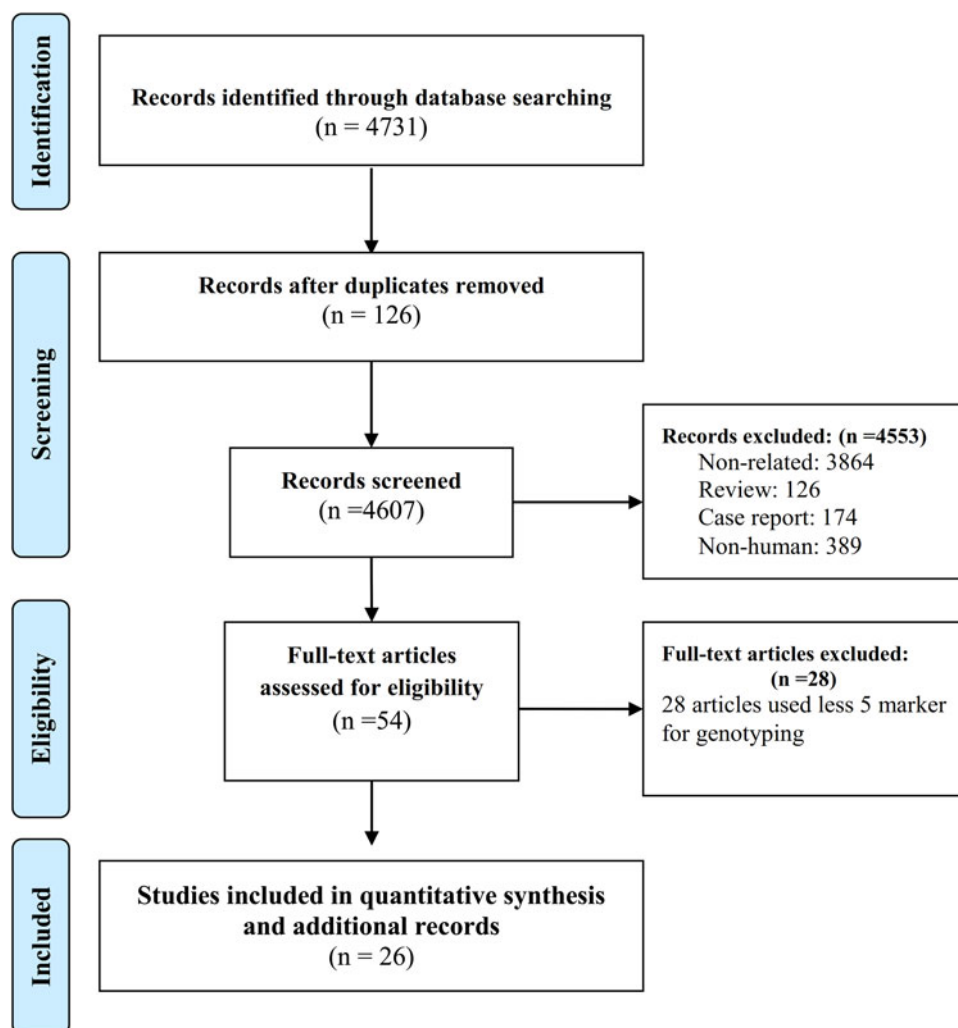 Identification
Records identified through database searching
(n = 4731)
Screening
Records after duplicates removed
(n = 126)
Records screened
(n =4607)
Records excluded: (n =4553)
Non-related: 3864
Review: 126
Case report: 174
Non-human: 389
Eligibility
Full-text articles
assessed for eligibility
(n =54)
Full-text articles excluded:
(n =28)
28 articles used less 5 marker
for genotyping
Included
Studies included in quantitative synthesis
and additional records
(n = 26)